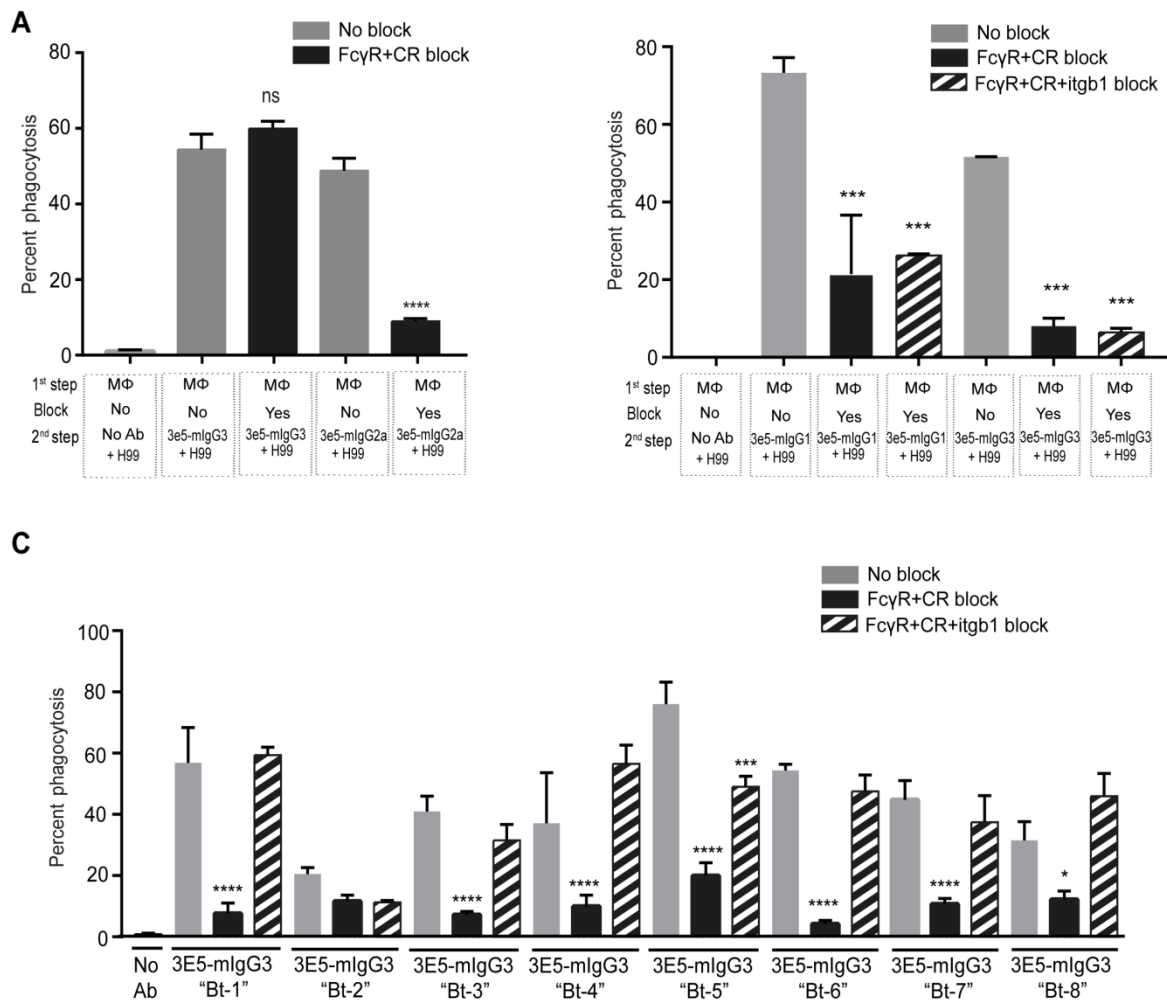 A
No block
FcγR+CR block
80
60
40
20
0
Percent phagocytosis
ns
****
1st step MΦ MΦ MΦ MΦ MΦ
Block No No Yes No Yes
2nd step No Ab 3e5-mIgG3 3e5-mIgG3 3e5-mIgG2a 3e5-mIgG2a
+ H99 + H99 + H99 + H99 + H99
No block
FcγR+CR block
FcγR+CR+itgb1 block
80
60
40
20
0
Percent phagocytosis
*** *** *** ***
1st step MΦ MΦ MΦ MΦ MΦ MΦ MΦ
Block No No Yes Yes No Yes Yes
2nd step No Ab 3e5-mIgG1 3e5-mIgG1 3e5-mIgG1 3e5-mIgG3 3e5-mIgG3 3e5-mIgG3
+ H99 + H99 + H99 + H99 + H99 + H99 + H99
C
No block
FcγR+CR block
FcγR+CR+itgb1 block
100
80
60
40
20
0
Percent phagocytosis
**** **** **** **** *** **** **** *
No 3E5-mIgG3 3E5-mIgG3 3E5-mIgG3 3E5-mIgG3 3E5-mIgG3 3E5-mIgG3 3E5-mIgG3 3E5-mIgG3
Ab "Bt-1" "Bt-2" "Bt-3" "Bt-4" "Bt-5" "Bt-6" "Bt-7" "Bt-8"